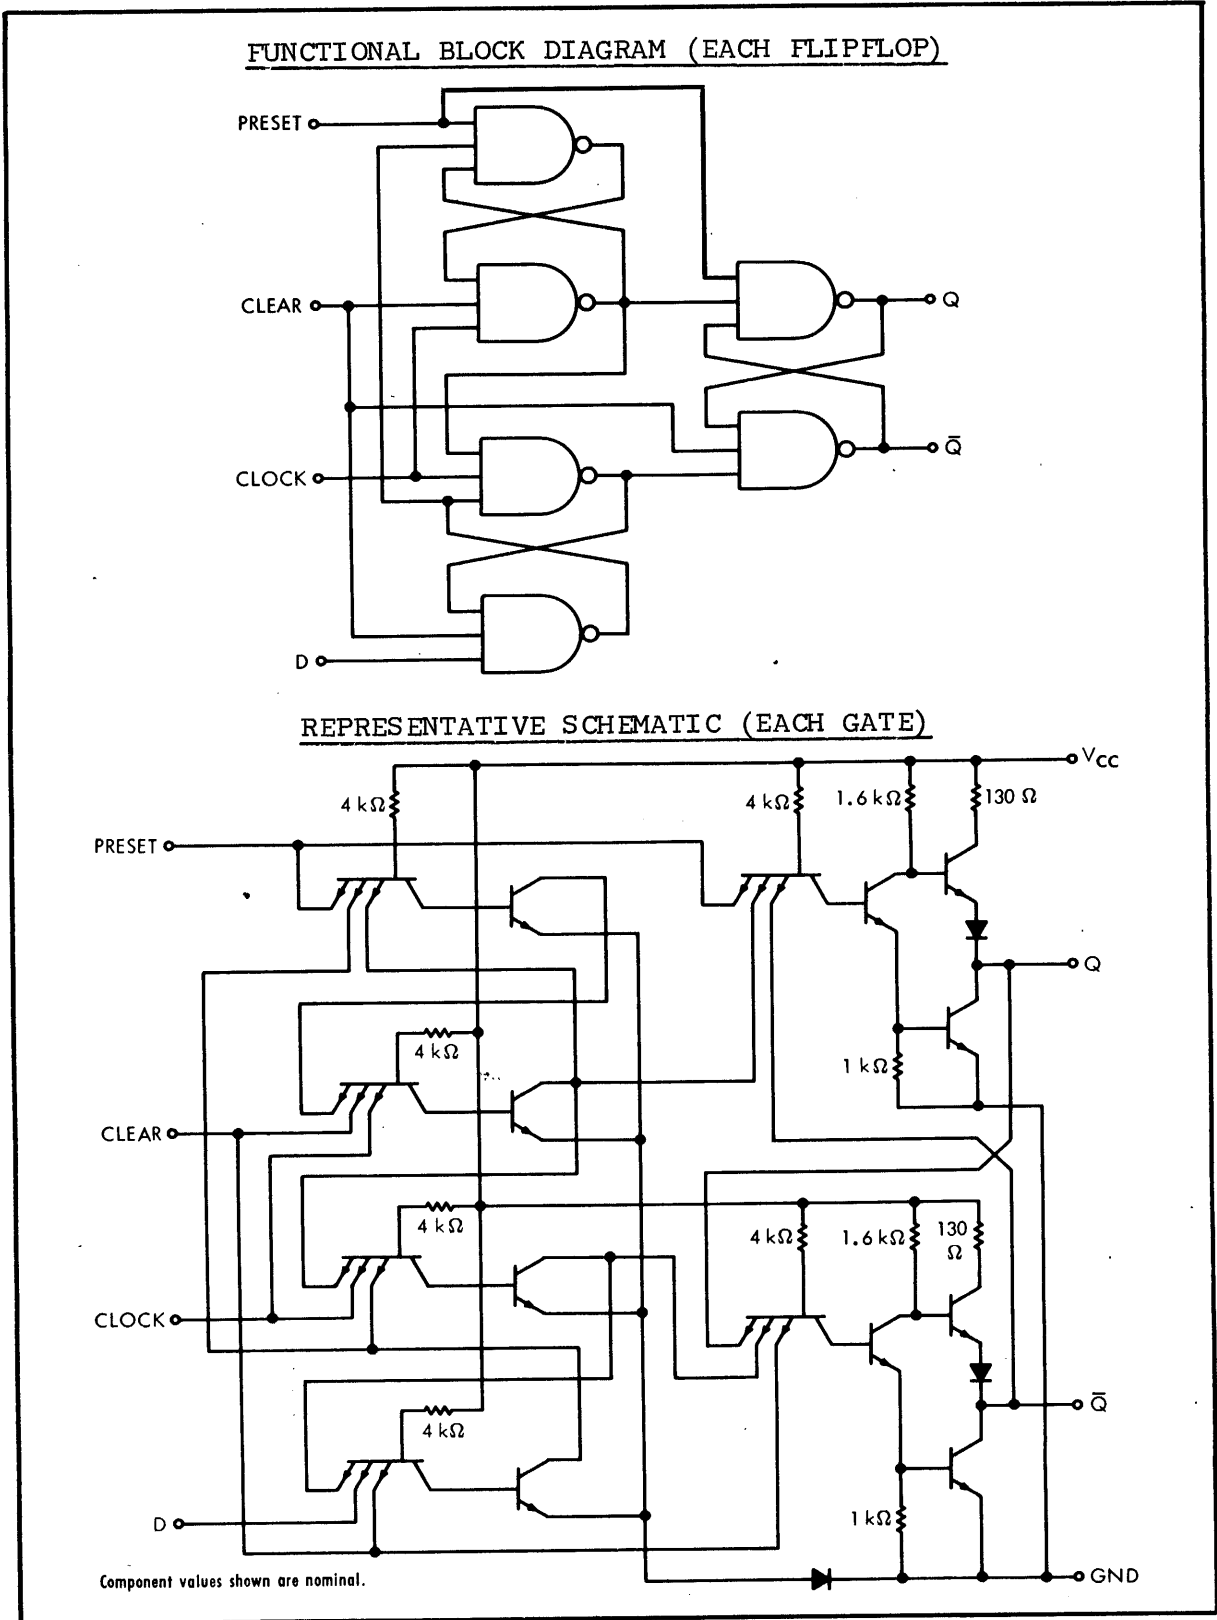 FUNCTIONAL BLOCK DIAGRAM (EACH FLIPFLOP)
PRESET
CLEAR
Q
CLOCK
Q̅
D
REPRESENTATIVE SCHEMATIC (EACH GATE)
VCC
4 kΩ
4 kΩ
1.6 kΩ
130 Ω
PRESET
Q
4 kΩ
1 kΩ
CLEAR
4 kΩ
4 kΩ
1.6 kΩ
130
Ω
CLOCK
Q̅
4 kΩ
D
1 kΩ
Component values shown are nominal.
GND